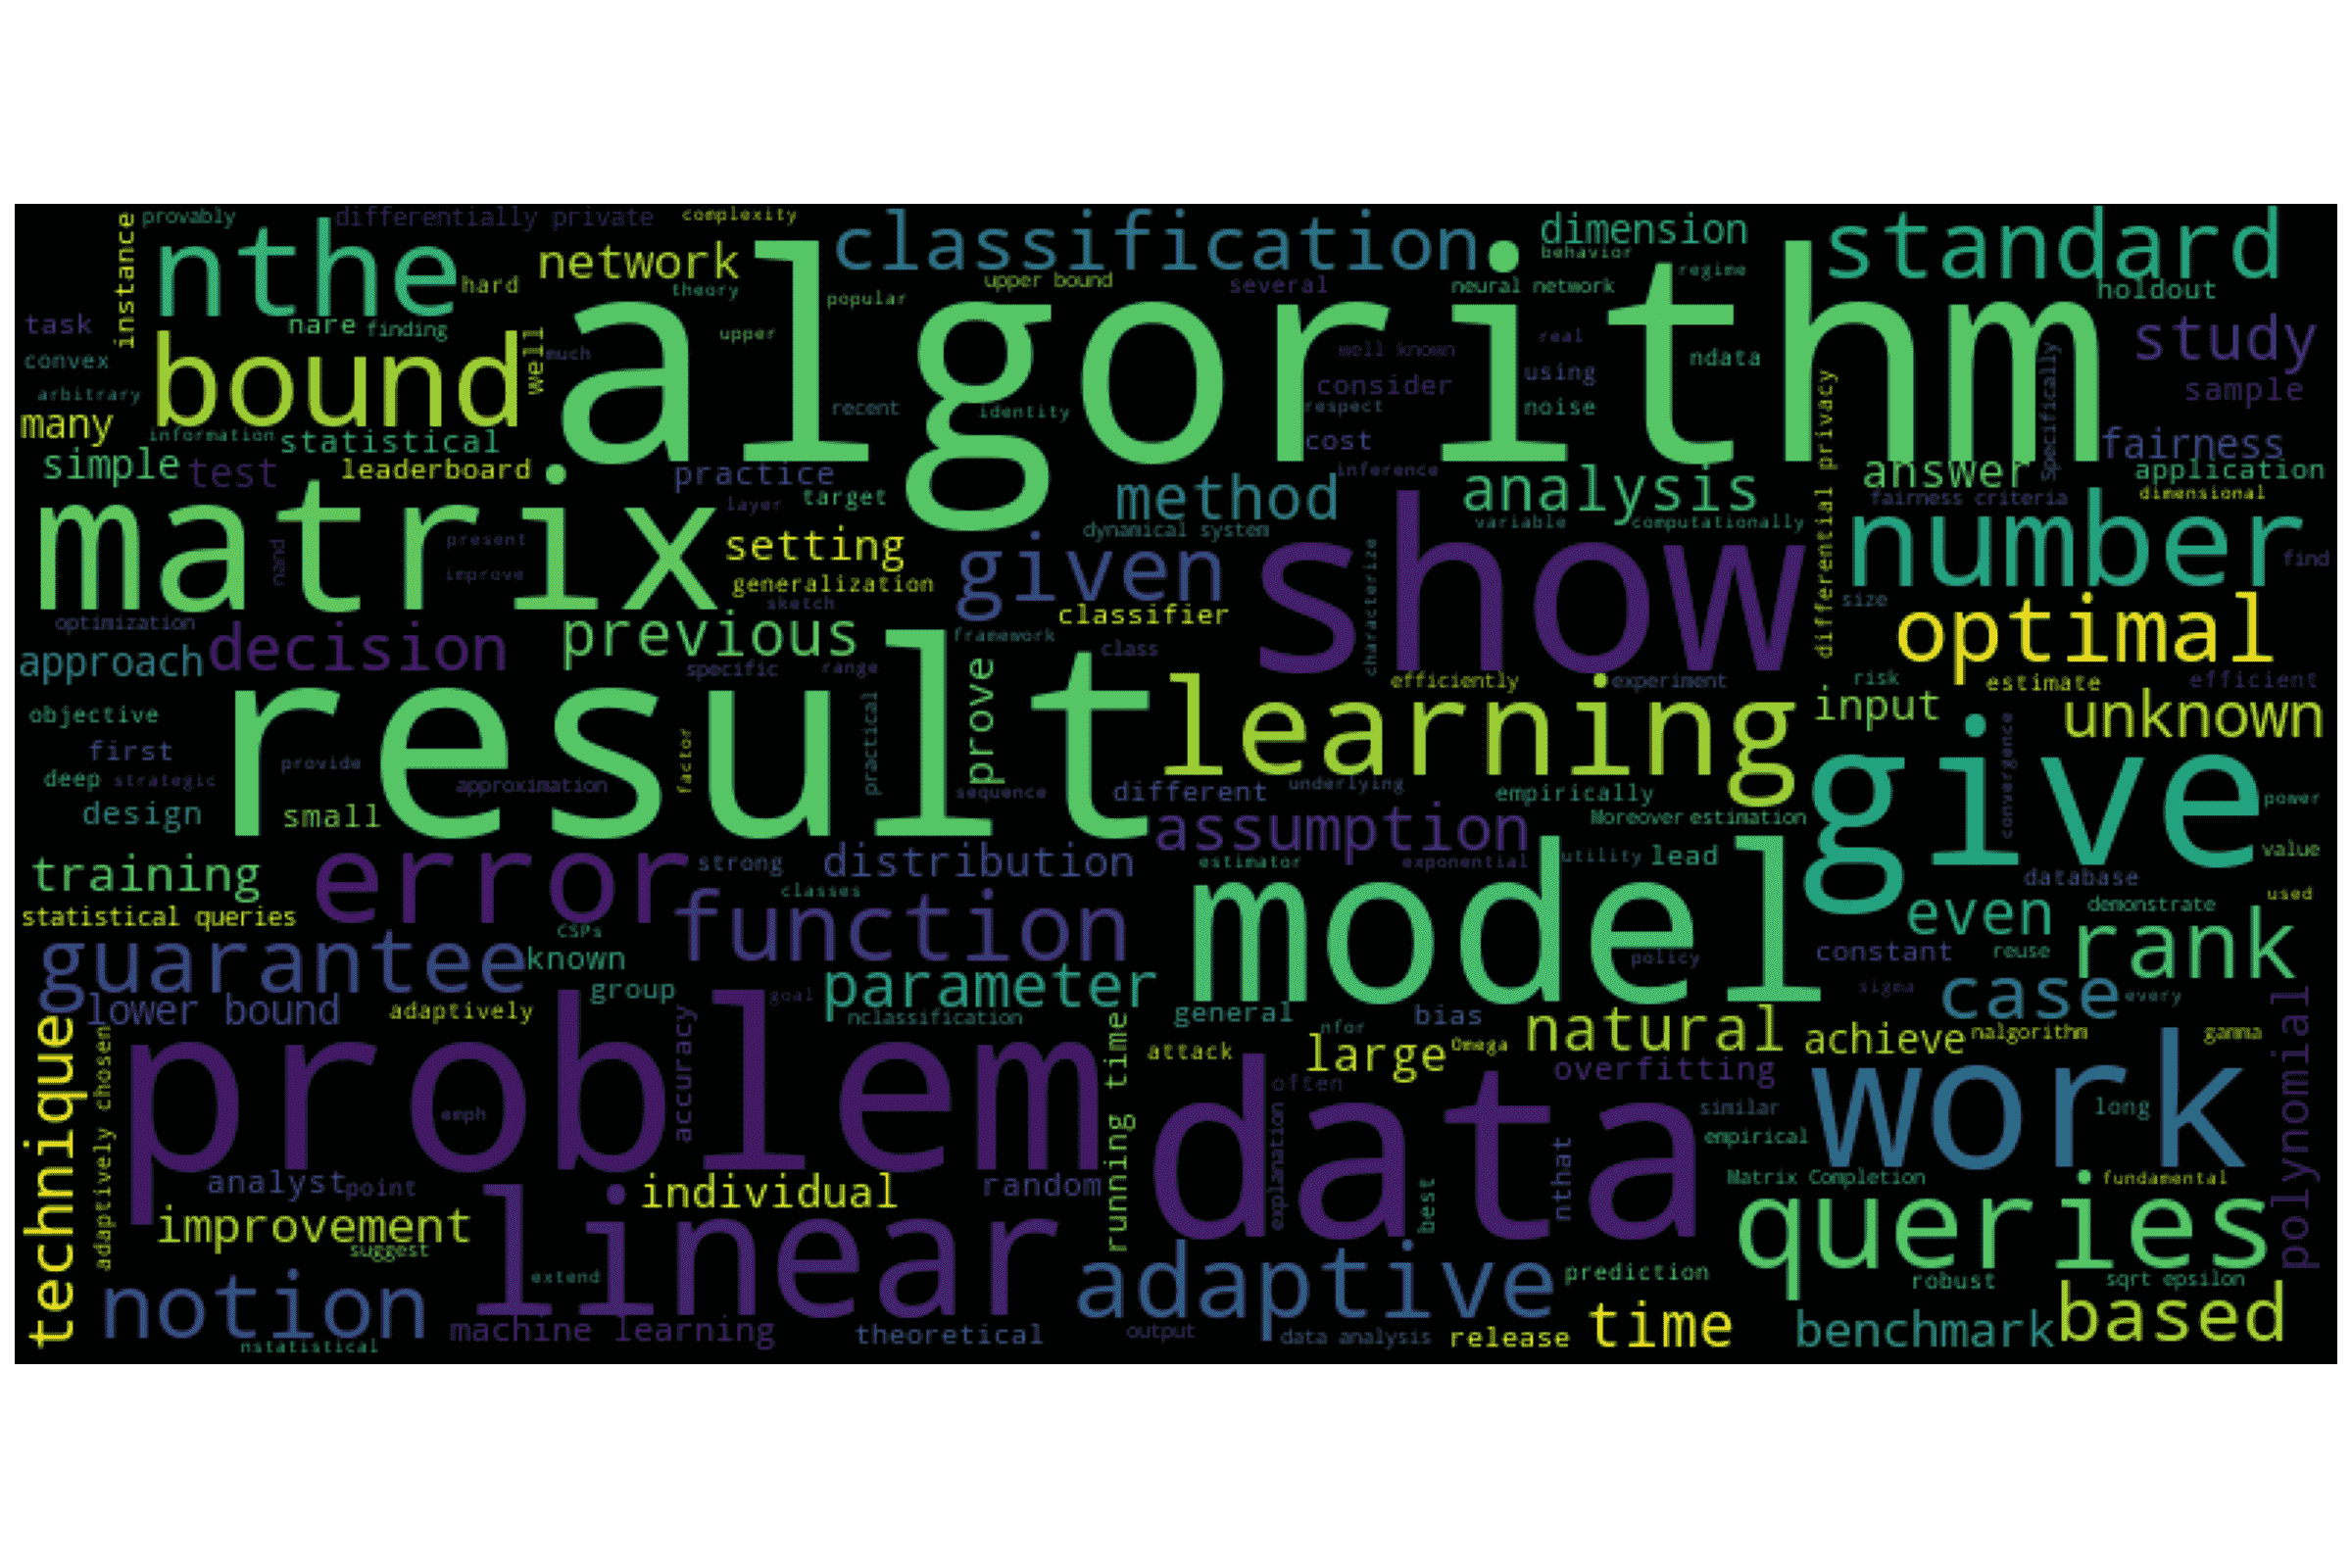 provably
differentially private
complexity
instance
nthe
network
hard
theory
algorithm
classification
upper bound
several
popular
dimension
behavior
regime
neural network
standard
holdout
task
nare
finding
convex
arbitrary
bound
well
much
upper
well known
real
ndata
study
sample
many
information
statistical
recent
identity
consider
respect
using
noise
differential privacy
Specifically
simple
test
leaderboard
practice
cost
inference
fairness
answer
application
fairness criteria
dimensional
matrix
layer
target
method
analysis
variable
computationally
dynamical system
nand
present
improve
setting
generalization
sketch
given
classifier
show
characterize
number
find
size
optimization
approach
decision
previous
framework
specific
range
class
optimal
efficiently
experiment
risk
estimate
efficient
objective
first
deep
strategic
design
result
provide
small
approximation
factor
practical
prove
sequence
learning
different
underlying
empirically
Moreover
estimation
input
unknown
give
convergence
power
value
training
error
strong
distribution
assumption
estimator
exponential
utility
lead
classes
database
demonstrate
used
statistical queries
CSPs
function
model
even
constant
reuse
rank
guarantee
known
group
lower bound
adaptively
goal
parameter
nclassification
general
policy
sigma
case
every
technique
adaptively chosen
problem
emph
accuracy
running time
attack
nfor
bias
large
Omega
natural
achieve
nalgorithm
gamma
polynomial
overfitting
often
similar
empirical
work
long
data
explanation
best
nthat
Matrix Completion
fundamental
analyst
point
individual
random
improvement
suggest
linear
extend
queries
adaptive
prediction
robust
sqrt epsilon
notion
nstatistical
machine learning
theoretical
output
data analysis
release
time
benchmark
based